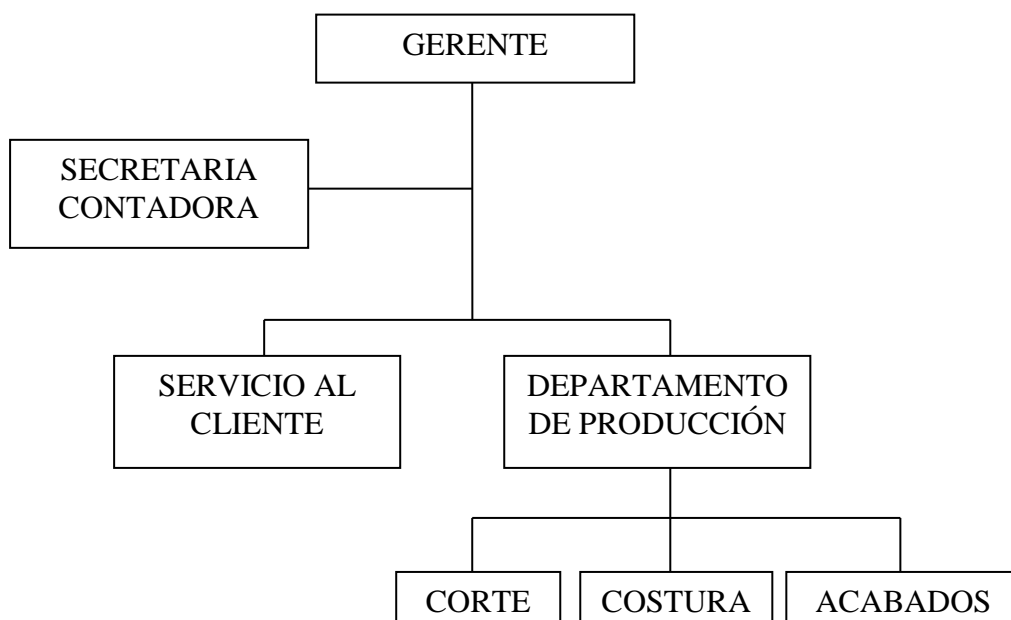 GERENTE
SECRETARIA
CONTADORA
SERVICIO AL
CLIENTE
DEPARTAMENTO
DE PRODUCCIÓN
CORTE
COSTURA
ACABADOS